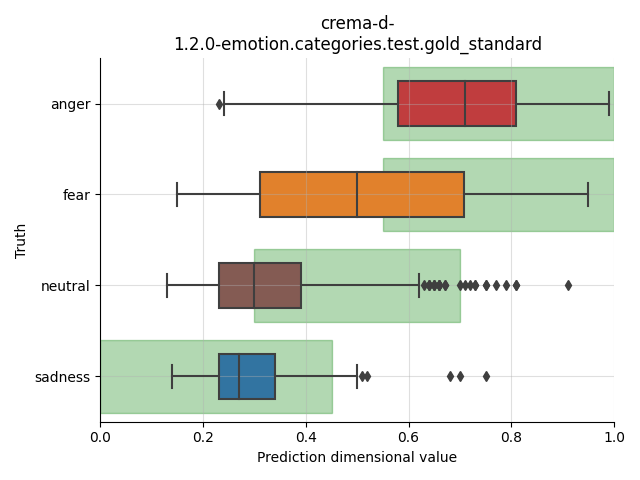 crema-d-
1.2.0-emotion.categories.test.gold_standard
Truth
anger
fear
neutral
sadness
0.0 0.2 0.4 0.6 0.8 1.0
Prediction dimensional value